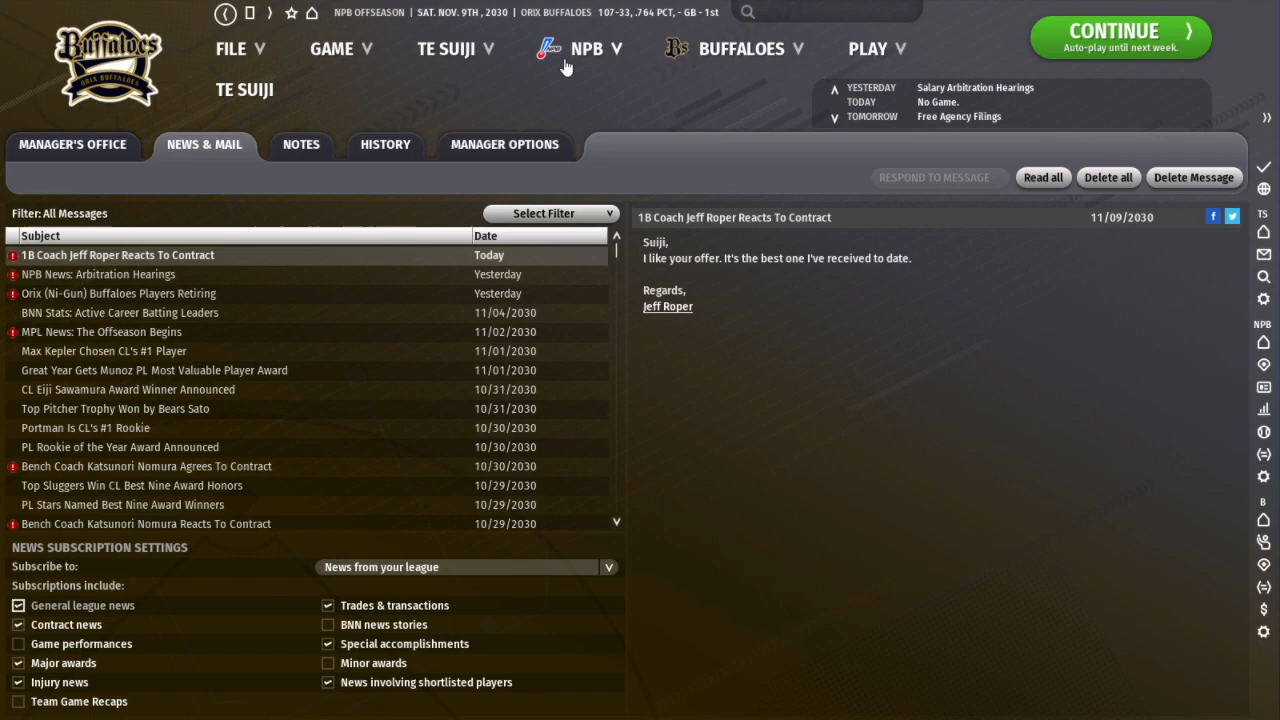 NPB OFFSEASON | SAT. NOV. 9TH , 2030 | ORIX BUFFALOES 107-33, .764 PCT, - GB - 1st
Buffaloes
ORIX BUFFALOES
FILE GAME TE SUIJI NPB Bs BUFFALOES PLAY
CONTINUE
Auto-play until next week.
TE SUIJI
YESTERDAY Salary Arbitration Hearings
TODAY No Game.
TOMORROW Free Agency Filings
MANAGER'S OFFICE NEWS & MAIL NOTES HISTORY MANAGER OPTIONS
RESPOND TO MESSAGE Read all Delete all Delete Message
Filter: All Messages Select Filter
Subject Date
1B Coach Jeff Roper Reacts To Contract Today
NPB News: Arbitration Hearings Yesterday
Orix (Ni-Gun) Buffaloes Players Retiring Yesterday
BNN Stats: Active Career Batting Leaders 11/04/2030
MPL News: The Offseason Begins 11/02/2030
Max Kepler Chosen CL's #1 Player 11/01/2030
Great Year Gets Munoz PL Most Valuable Player Award 11/01/2030
CL Eiji Sawamura Award Winner Announced 10/31/2030
Top Pitcher Trophy Won by Bears Sato 10/31/2030
Portman Is CL's #1 Rookie 10/30/2030
PL Rookie of the Year Award Announced 10/30/2030
Bench Coach Katsunori Nomura Agrees To Contract 10/30/2030
Top Sluggers Win CL Best Nine Award Honors 10/29/2030
PL Stars Named Best Nine Award Winners 10/29/2030
Bench Coach Katsunori Nomura Reacts To Contract 10/29/2030
1B Coach Jeff Roper Reacts To Contract 11/09/2030
Suiji,
I like your offer. It's the best one I've received to date.
Regards,
Jeff Roper
NEWS SUBSCRIPTION SETTINGS
Subscribe to: News from your league
Subscriptions include:
General league news Trades & transactions
Contract news BNN news stories
Game performances Special accomplishments
Major awards Minor awards
Injury news News involving shortlisted players
Team Game Recaps
TS
NPB
B